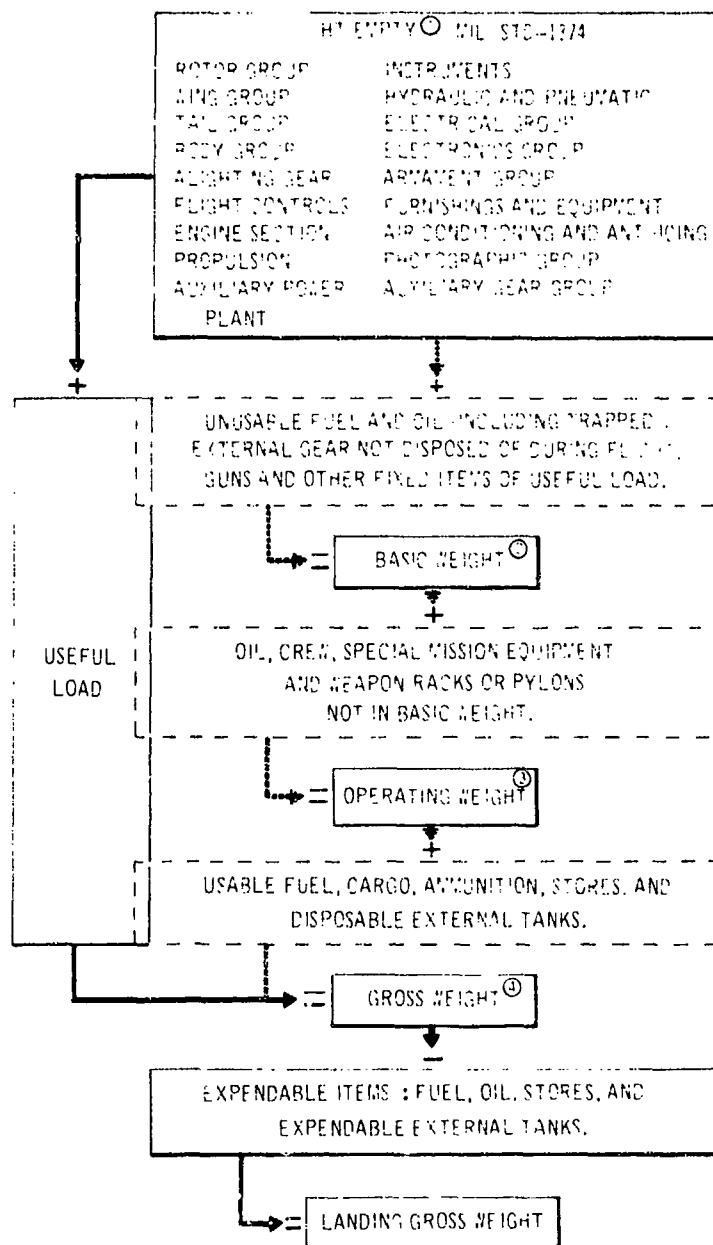 HT EMPTY ① MIL STD-1374
ROTOR GROUP INSTRUMENTS
WING GROUP HYDRAULIC AND PNEUMATIC
TAIL GROUP ELECTRICAL GROUP
BODY GROUP ELECTRONICS GROUP
ALIGHTING GEAR ARMAMENT GROUP
FLIGHT CONTROLS FURNISHINGS AND EQUIPMENT
ENGINE SECTION AIR CONDITIONING AND ANTI-ICING
PROPULSION PHOTOGRAPHIC GROUP
AUXILIARY POWER AUXILIARY GEAR GROUP
PLANT
+ +
UNUSABLE FUEL AND OIL INCLUDING TRAPPED
EXTERNAL GEAR NOT DISPOSED OF DURING FLIGHT,
GUNS AND OTHER FIXED ITEMS OF USEFUL LOAD.
= BASIC WEIGHT ②
+
USEFUL
LOAD
OIL, CREW, SPECIAL MISSION EQUIPMENT
AND WEAPON RACKS OR PYLONS
NOT IN BASIC WEIGHT.
= OPERATING WEIGHT ③
+
USABLE FUEL, CARGO, AMMUNITION, STORES, AND
DISPOSABLE EXTERNAL TANKS.
= GROSS WEIGHT ④
–
EXPENDABLE ITEMS : FUEL, OIL, STORES, AND
EXPENDABLE EXTERNAL TANKS.
= LANDING GROSS WEIGHT